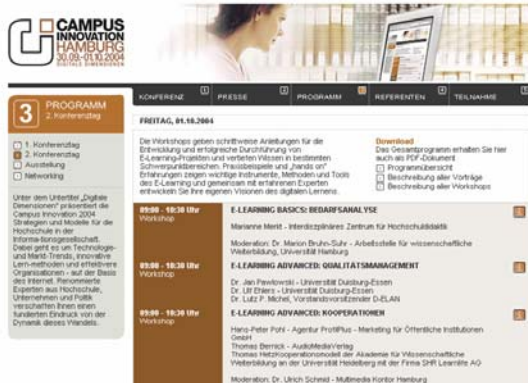 CAMPUS
INNOVATION
HAMBURG
30.09.-01.10.2004
DIGITALE DIMENSIONEN
KONFERENZ 1
PRESSE 2
PROGRAMM 3
REFERENTEN 4
TEILNAHME 5
3 PROGRAMM
2. Konferenztag
1. Konferenztag
2. Konferenztag
Ausstellung
Networking
Unter dem Untertitel „Digitale
Dimensionen" präsentiert die
Campus Innovation 2004
Strategien und Modelle für die
Hochschule in der
Informationsgesellschaft.
Dabei geht es um Technologie-
und Markt-Trends, innovative
Lern-methoden und effektivere
Organisationen - auf der Basis
des Internet. Renommierte
Experten aus Hochschule,
Unternehmen und Politik
verschaffen Ihnen einen
fundierten Eindruck von der
Dynamik dieses Wandels.
FREITAG, 01.10.2004
Die Workshops geben schrittweise Anleitungen für die
Entwicklung und erfolgreiche Durchführung von
E-Learning-Projekten und vertiefen Wissen in bestimmten
Schwerpunktbereichen. Praxisbeispiele und „hands on"
Erfahrungen zeigen wichtige Instrumente, Methoden und Tools
des E-Learning und gemeinsam mit erfahrenen Experten
entwickeln Sie Ihre eigenen Visionen des digitalen Lernens.
Download
Das Gesamtprogramm erhalten Sie hier
auch als PDF-Dokument
Programmübersicht
Beschreibung aller Vorträge
Beschreibung aller Workshops
09:00 - 10:30 Uhr
Workshop
E-LEARNING BASICS: BEDARFSANALYSE
Marianne Merkt - Interdisziplinäres Zentrum für Hochschuldidaktik
Moderation: Dr. Marion Bruhn-Suhr - Arbeitsstelle für wissenschaftliche
Weiterbildung, Universität Hamburg
09:00 - 10:30 Uhr
Workshop
E-LEARNING ADVANCED: QUALITÄTSMANAGEMENT
Dr. Jan Pawlowski - Universität Duisburg-Essen
Dr. Ulf Ehlers - Universität Duisburg-Essen
Dr. Lutz P. Michel, Vorstandsvorsitzender D-ELAN
09:00 - 10:30 Uhr
Workshop
E-LEARNING ADVANCED: KOOPERATIONEN
Hans-Peter Pohl - Agentur ProfiPlus - Marketing für Öffentliche Institutionen
GmbH
Thomas Bernick - AudioMediaVerlag
Thomas Hetz Kooperationsmodell der Akademie für Wissenschaftliche
Weiterbildung an der Universität Heidelberg mit der Firma SHR Learnlife AG
Moderation: Dr. Ulrich Schmid - Multimedia Kontor Hamburg